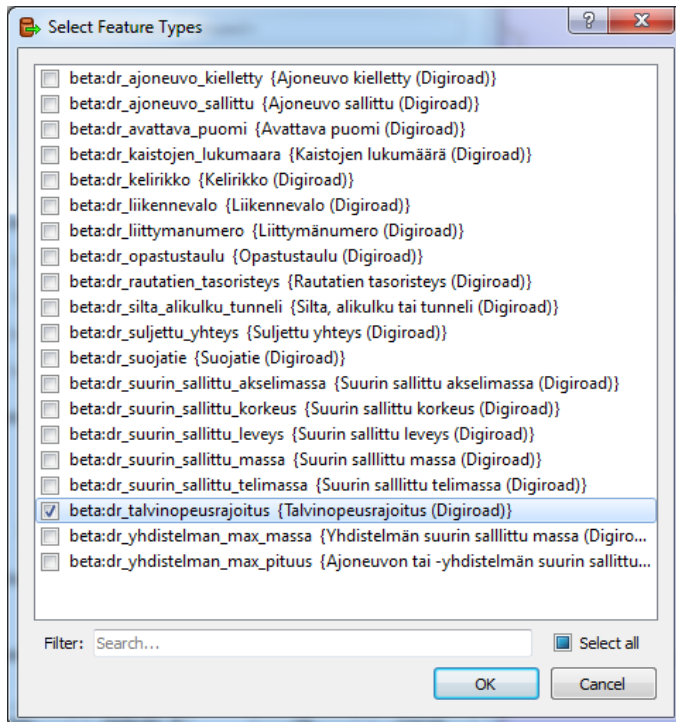 Select Feature Types
beta:dr_ajoneuvo_kielletty {Ajoneuvo kielletty (Digiroad)}
beta:dr_ajoneuvo_sallittu {Ajoneuvo sallittu (Digiroad)}
beta:dr_avattava_puomi {Avattava puomi (Digiroad)}
beta:dr_kaistojen_lukumaara {Kaistojen lukumäärä (Digiroad)}
beta:dr_kelirikko {Kelirikko (Digiroad)}
beta:dr_liikennevalo {Liikennevalo (Digiroad)}
beta:dr_liittymanumero {Liittymänumero (Digiroad)}
beta:dr_opastustaulu {Opastustaulu (Digiroad)}
beta:dr_rautatien_tasoristeys {Rautatien tasoristeys (Digiroad)}
beta:dr_silta_alikulku_tunneli {Silta, alikulku tai tunneli (Digiroad)}
beta:dr_suljettu_yhteys {Suljettu yhteys (Digiroad)}
beta:dr_suojatie {Suojatie (Digiroad)}
beta:dr_suurin_sallittu_akselimassa {Suurin sallittu akselimassa (Digiroad)}
beta:dr_suurin_sallittu_korkeus {Suurin sallittu korkeus (Digiroad)}
beta:dr_suurin_sallittu_leveys {Suurin sallittu leveys (Digiroad)}
beta:dr_suurin_sallittu_massa {Suurin salllittu massa (Digiroad)}
beta:dr_suurin_sallittu_telimassa {Suurin salllittu telimassa (Digiroad)}
beta:dr_talvinopeusrajoitus {Talvinopeusrajoitus (Digiroad)}
beta:dr_yhdistelman_max_massa {Yhdistelmän suurin salllittu massa (Digiro...
beta:dr_yhdistelman_max_pituus {Ajoneuvon tai -yhdistelmän suurin sallittu...
Filter: Search... Select all
OK Cancel